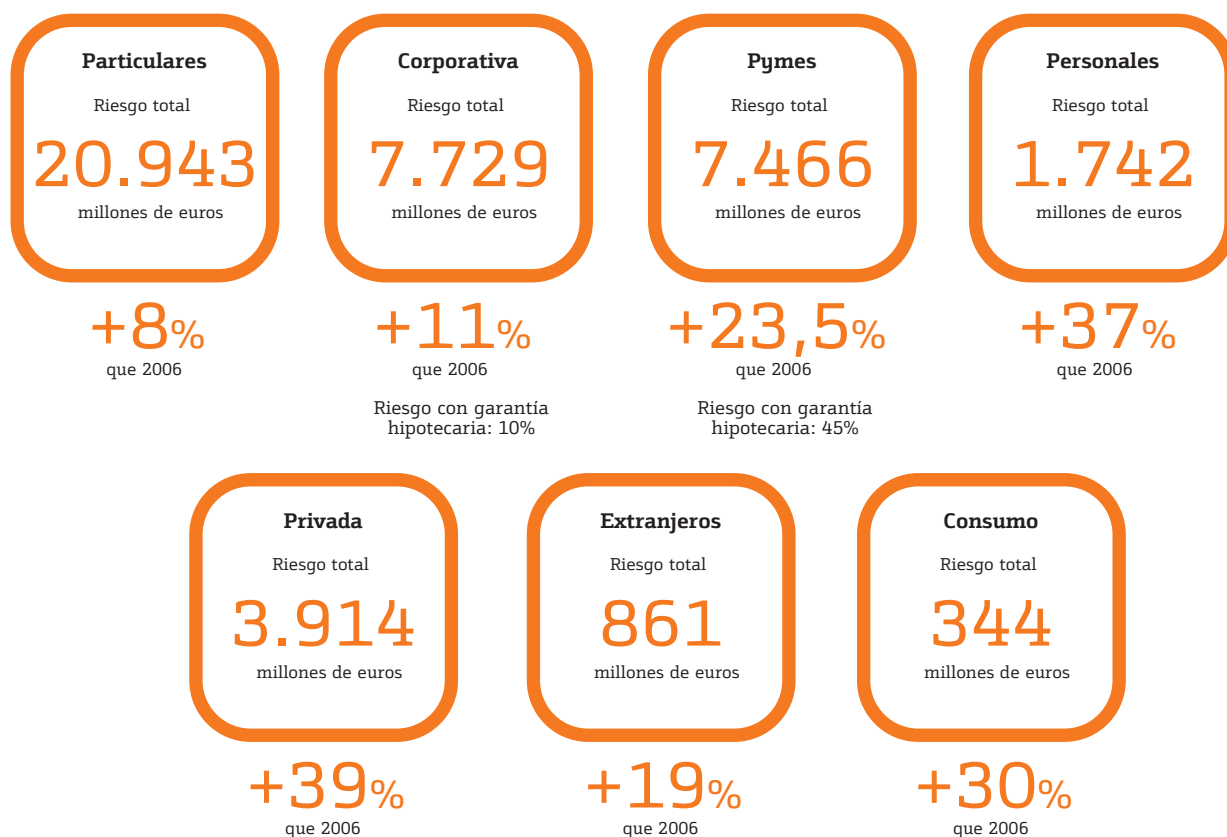 Particulares
Riesgo total
20.943
millones de euros
+8%
que 2006
Corporativa
Riesgo total
7.729
millones de euros
+11%
que 2006
Riesgo con garantía
hipotecaria: 10%
Pymes
Riesgo total
7.466
millones de euros
+23,5%
que 2006
Riesgo con garantía
hipotecaria: 45%
Personales
Riesgo total
1.742
millones de euros
+37%
que 2006
Privada
Riesgo total
3.914
millones de euros
+39%
que 2006
Extranjeros
Riesgo total
861
millones de euros
+19%
que 2006
Consumo
Riesgo total
344
millones de euros
+30%
que 2006